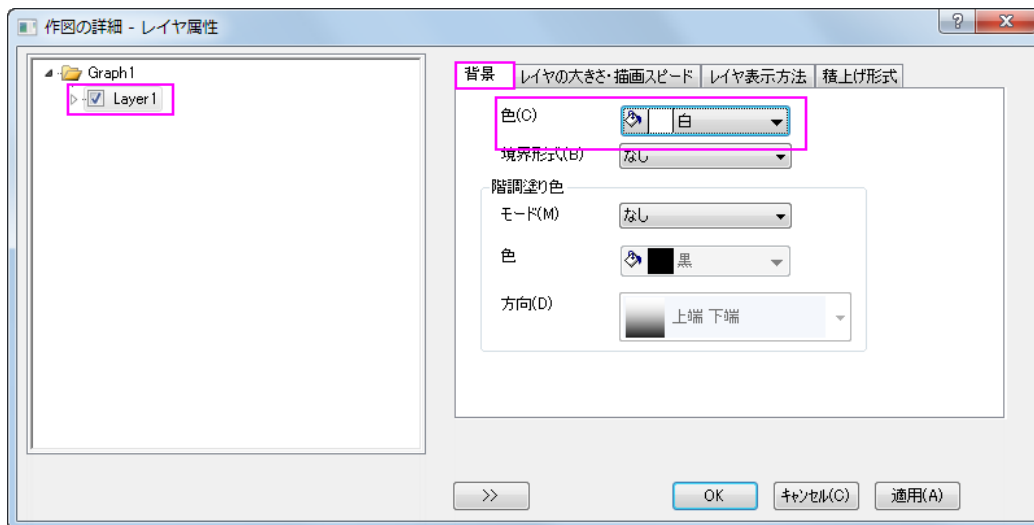 作図の詳細 - レイヤ属性
Graph1
Layer1
背景 レイヤの大きさ・描画スピード レイヤ表示方法 積上げ形式
色(C) 白
境界形式(B) なし
階調塗り色
モード(M) なし
色 黒
方向(D) 上端 下端
>> OK キャンセル(C) 適用(A)